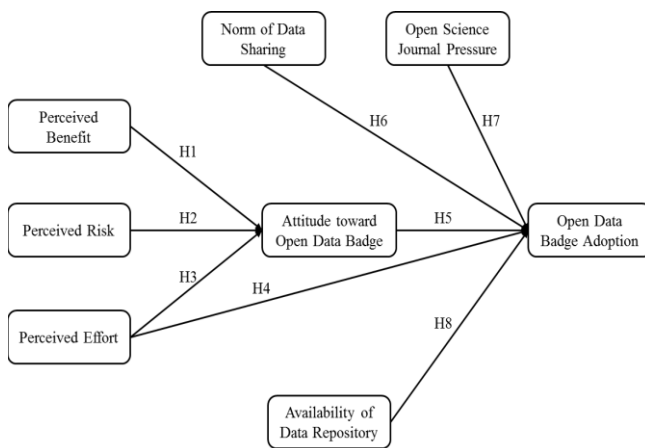 Norm of Data
Sharing
Open Science
Journal Pressure
Perceived
Benefit
H1
H6
H7
Perceived Risk
H2
Attitude toward
Open Data Badge
H5
Open Data
Badge Adoption
H3
H4
Perceived Effort
H8
Availability of
Data Repository